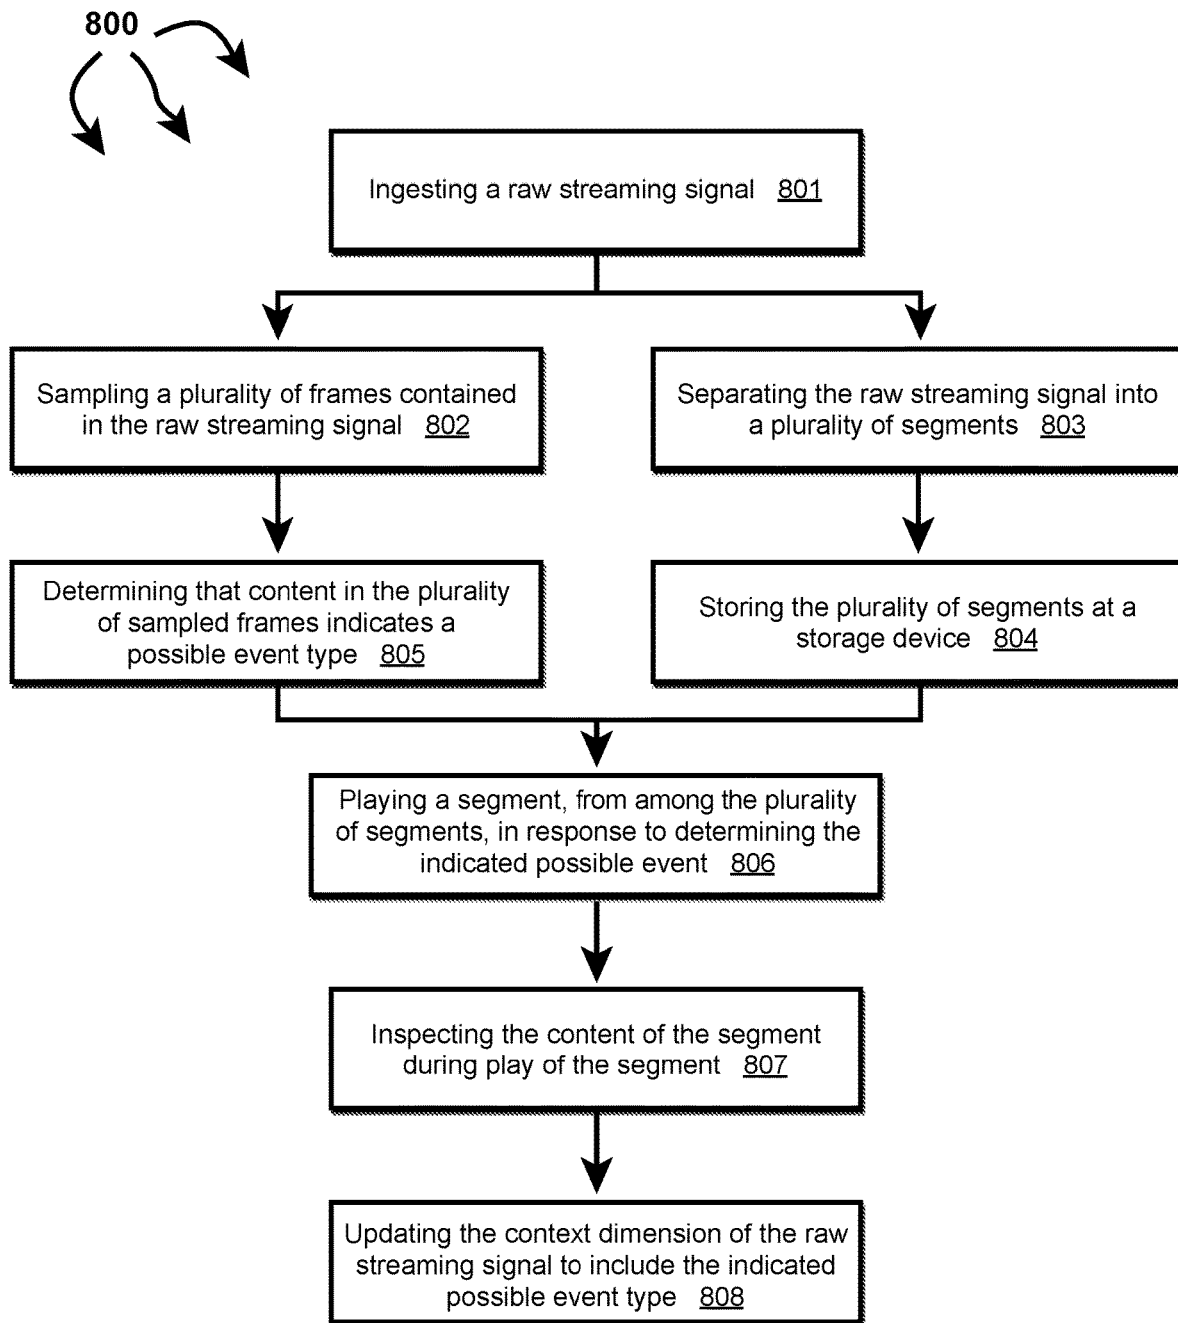 800
Ingesting a raw streaming signal 801
Sampling a plurality of frames contained
in the raw streaming signal 802
Separating the raw streaming signal into
a plurality of segments 803
Determining that content in the plurality
of sampled frames indicates a
possible event type 805
Storing the plurality of segments at a
storage device 804
Playing a segment, from among the plurality
of segments, in response to determining the
indicated possible event 806
Inspecting the content of the segment
during play of the segment 807
Updating the context dimension of the raw
streaming signal to include the indicated
possible event type 808